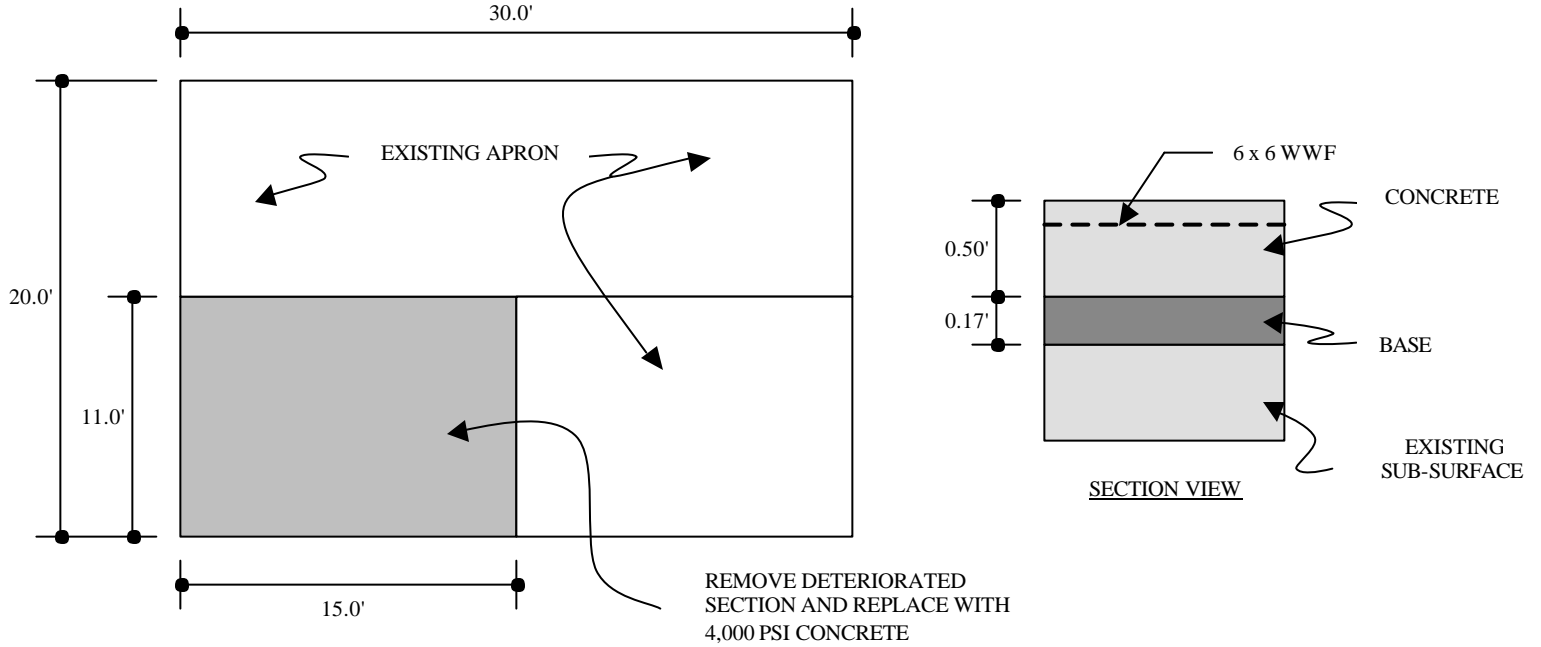 30.0'
EXISTING APRON
20.0'
11.0'
15.0'
REMOVE DETERIORATED
SECTION AND REPLACE WITH
4,000 PSI CONCRETE
6 x 6 WWF
CONCRETE
0.50'
0.17'
BASE
EXISTING
SUB-SURFACE
SECTION VIEW